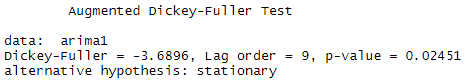 Augmented Dickey-Fuller Test
data:  arima1
Dickey-Fuller = -3.6896, Lag order = 9, p-value = 0.02451
alternative hypothesis: stationary